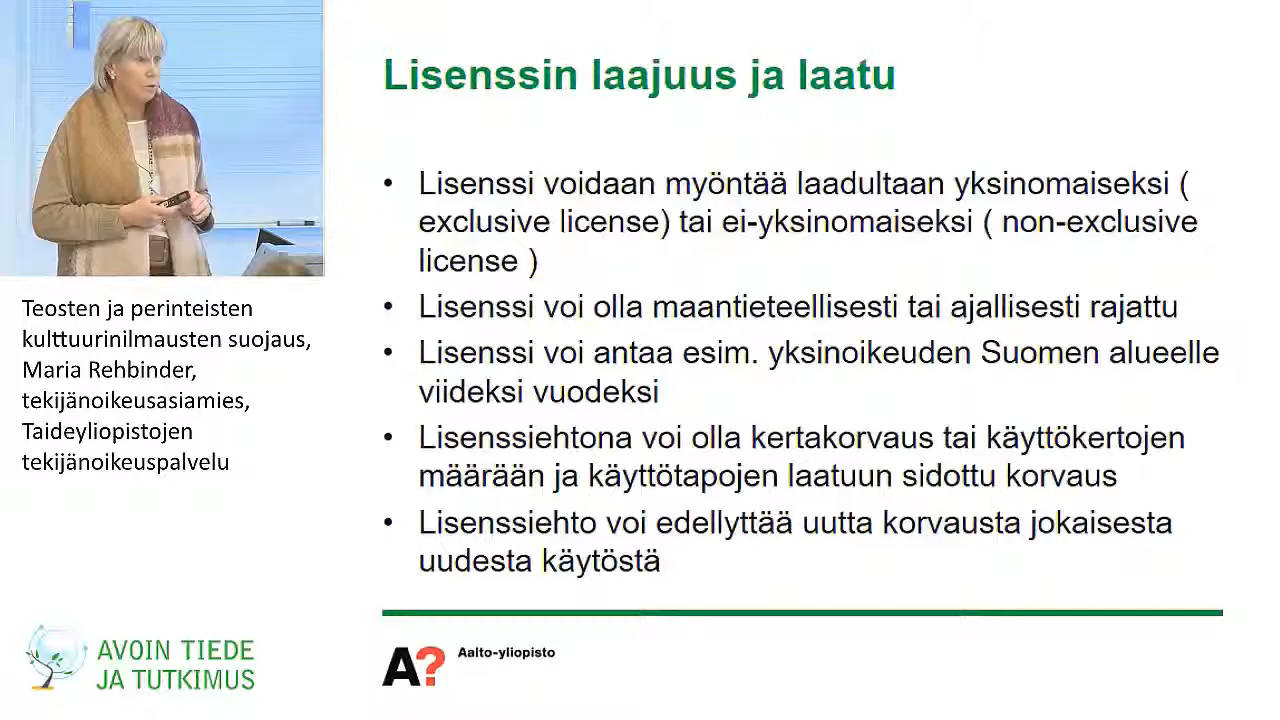 Lisenssin laajuus ja laatu
• Lisenssi voidaan myöntää laadultaan yksinomaiseksi (
exclusive license) tai ei-yksinomaiseksi ( non-exclusive
license )
• Lisenssi voi olla maantieteellisesti tai ajallisesti rajattu
• Lisenssi voi antaa esim. yksinoikeuden Suomen alueelle
viideksi vuodeksi
• Lisenssiehtona voi olla kertakorvaus tai käyttökertojen
määrään ja käyttötapojen laatuun sidottu korvaus
• Lisenssiehto voi edellyttää uutta korvausta jokaisesta
uudesta käytöstä
Teosten ja perinteisten
kulttuurinilmausten suojaus,
Maria Rehbinder,
tekijänoikeusasiamies,
Taideyliopistojen
tekijänoikeuspalvelu
AVOIN TIEDE
JA TUTKIMUS
A?
Aalto-yliopisto